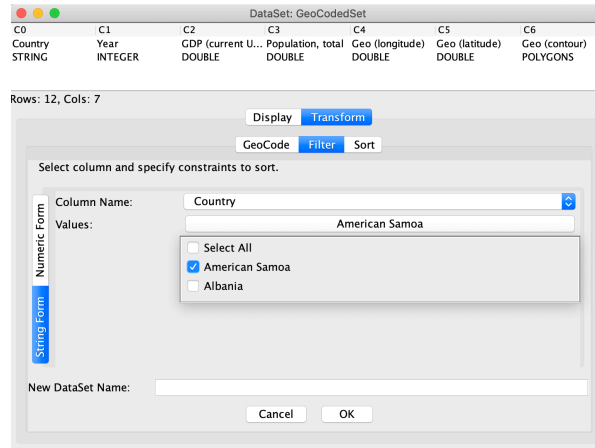 DataSet: GeoCodedSet
C0 C1 C2 C3 C4 C5 C6
Country Year GDP (current U... Population, total Geo (longitude) Geo (latitude) Geo (contour)
STRING INTEGER DOUBLE DOUBLE DOUBLE DOUBLE POLYGONS
Rows: 12, Cols: 7
Display Transform
GeoCode Filter Sort
Select column and specify constraints to sort.
Numeric Form
String Form
Column Name: Country
Values: American Samoa
Select All
American Samoa
Albania
New DataSet Name:
Cancel OK